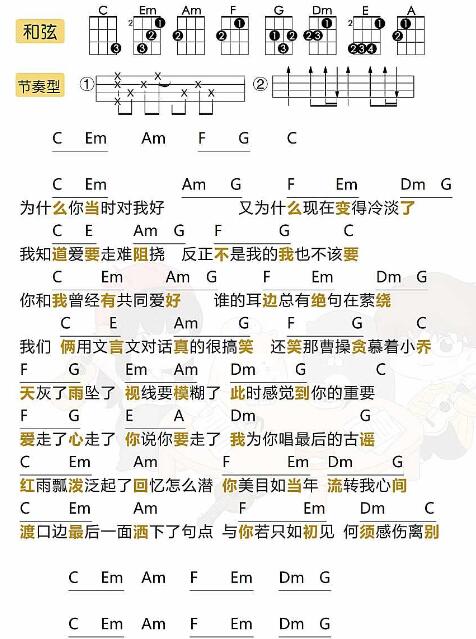 和弦 C Em Am F G Dm E A
节奏型 ① ②
C Em Am F G C
C Em Am G F Em Dm G
为什么你当时对我好 又为什么现在变得冷淡了
C E Am G F G C
我知道爱要走难阻挠 反正不是我的我也不该要
C Em Am G F Em Dm G
你和我曾经有共同爱好 谁的耳边总有绝句在萦绕
C E Am G F G C
我们 俩用文言文对话真的很搞笑 还笑那曹操贪慕着小乔
F G Em Am Dm G C
天灰了雨坠了 视线要模糊了 此时感觉到你的重要
F G E A Dm G
爱走了心走了 你说你要走了 我为你唱最后的古谣
C Em Am F Em Dm G
红雨瓢泼泛起了回忆怎么潜 你美目如当年 流转我心间
C Em Am F Em Dm C
渡口边最后一面洒下了句点 与你若只如初见 何须感伤离别
C Em Am F Em Dm G
C Em Am F Em Dm G